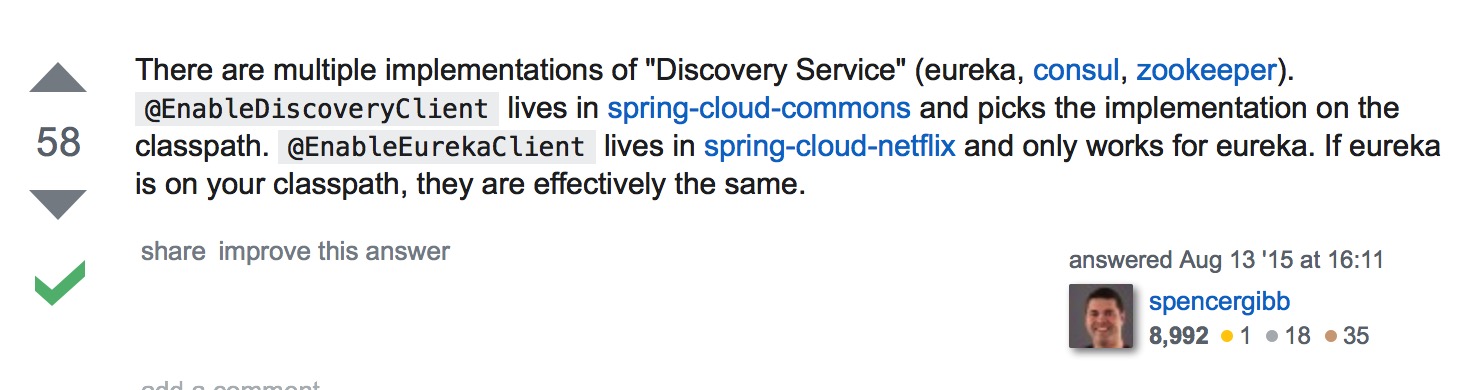 There are multiple implementations of "Discovery Service" (eureka, consul, zookeeper).
@EnableDiscoveryClient lives in spring-cloud-commons and picks the implementation on the
58
classpath. @EnableEurekaClient lives in spring-cloud-netflix and only works for eureka. If eureka
is on your classpath, they are effectively the same.
share improve this answer
answered Aug 13 '15 at 16:11
spencergibb
8,992 1 18 35
add a comment